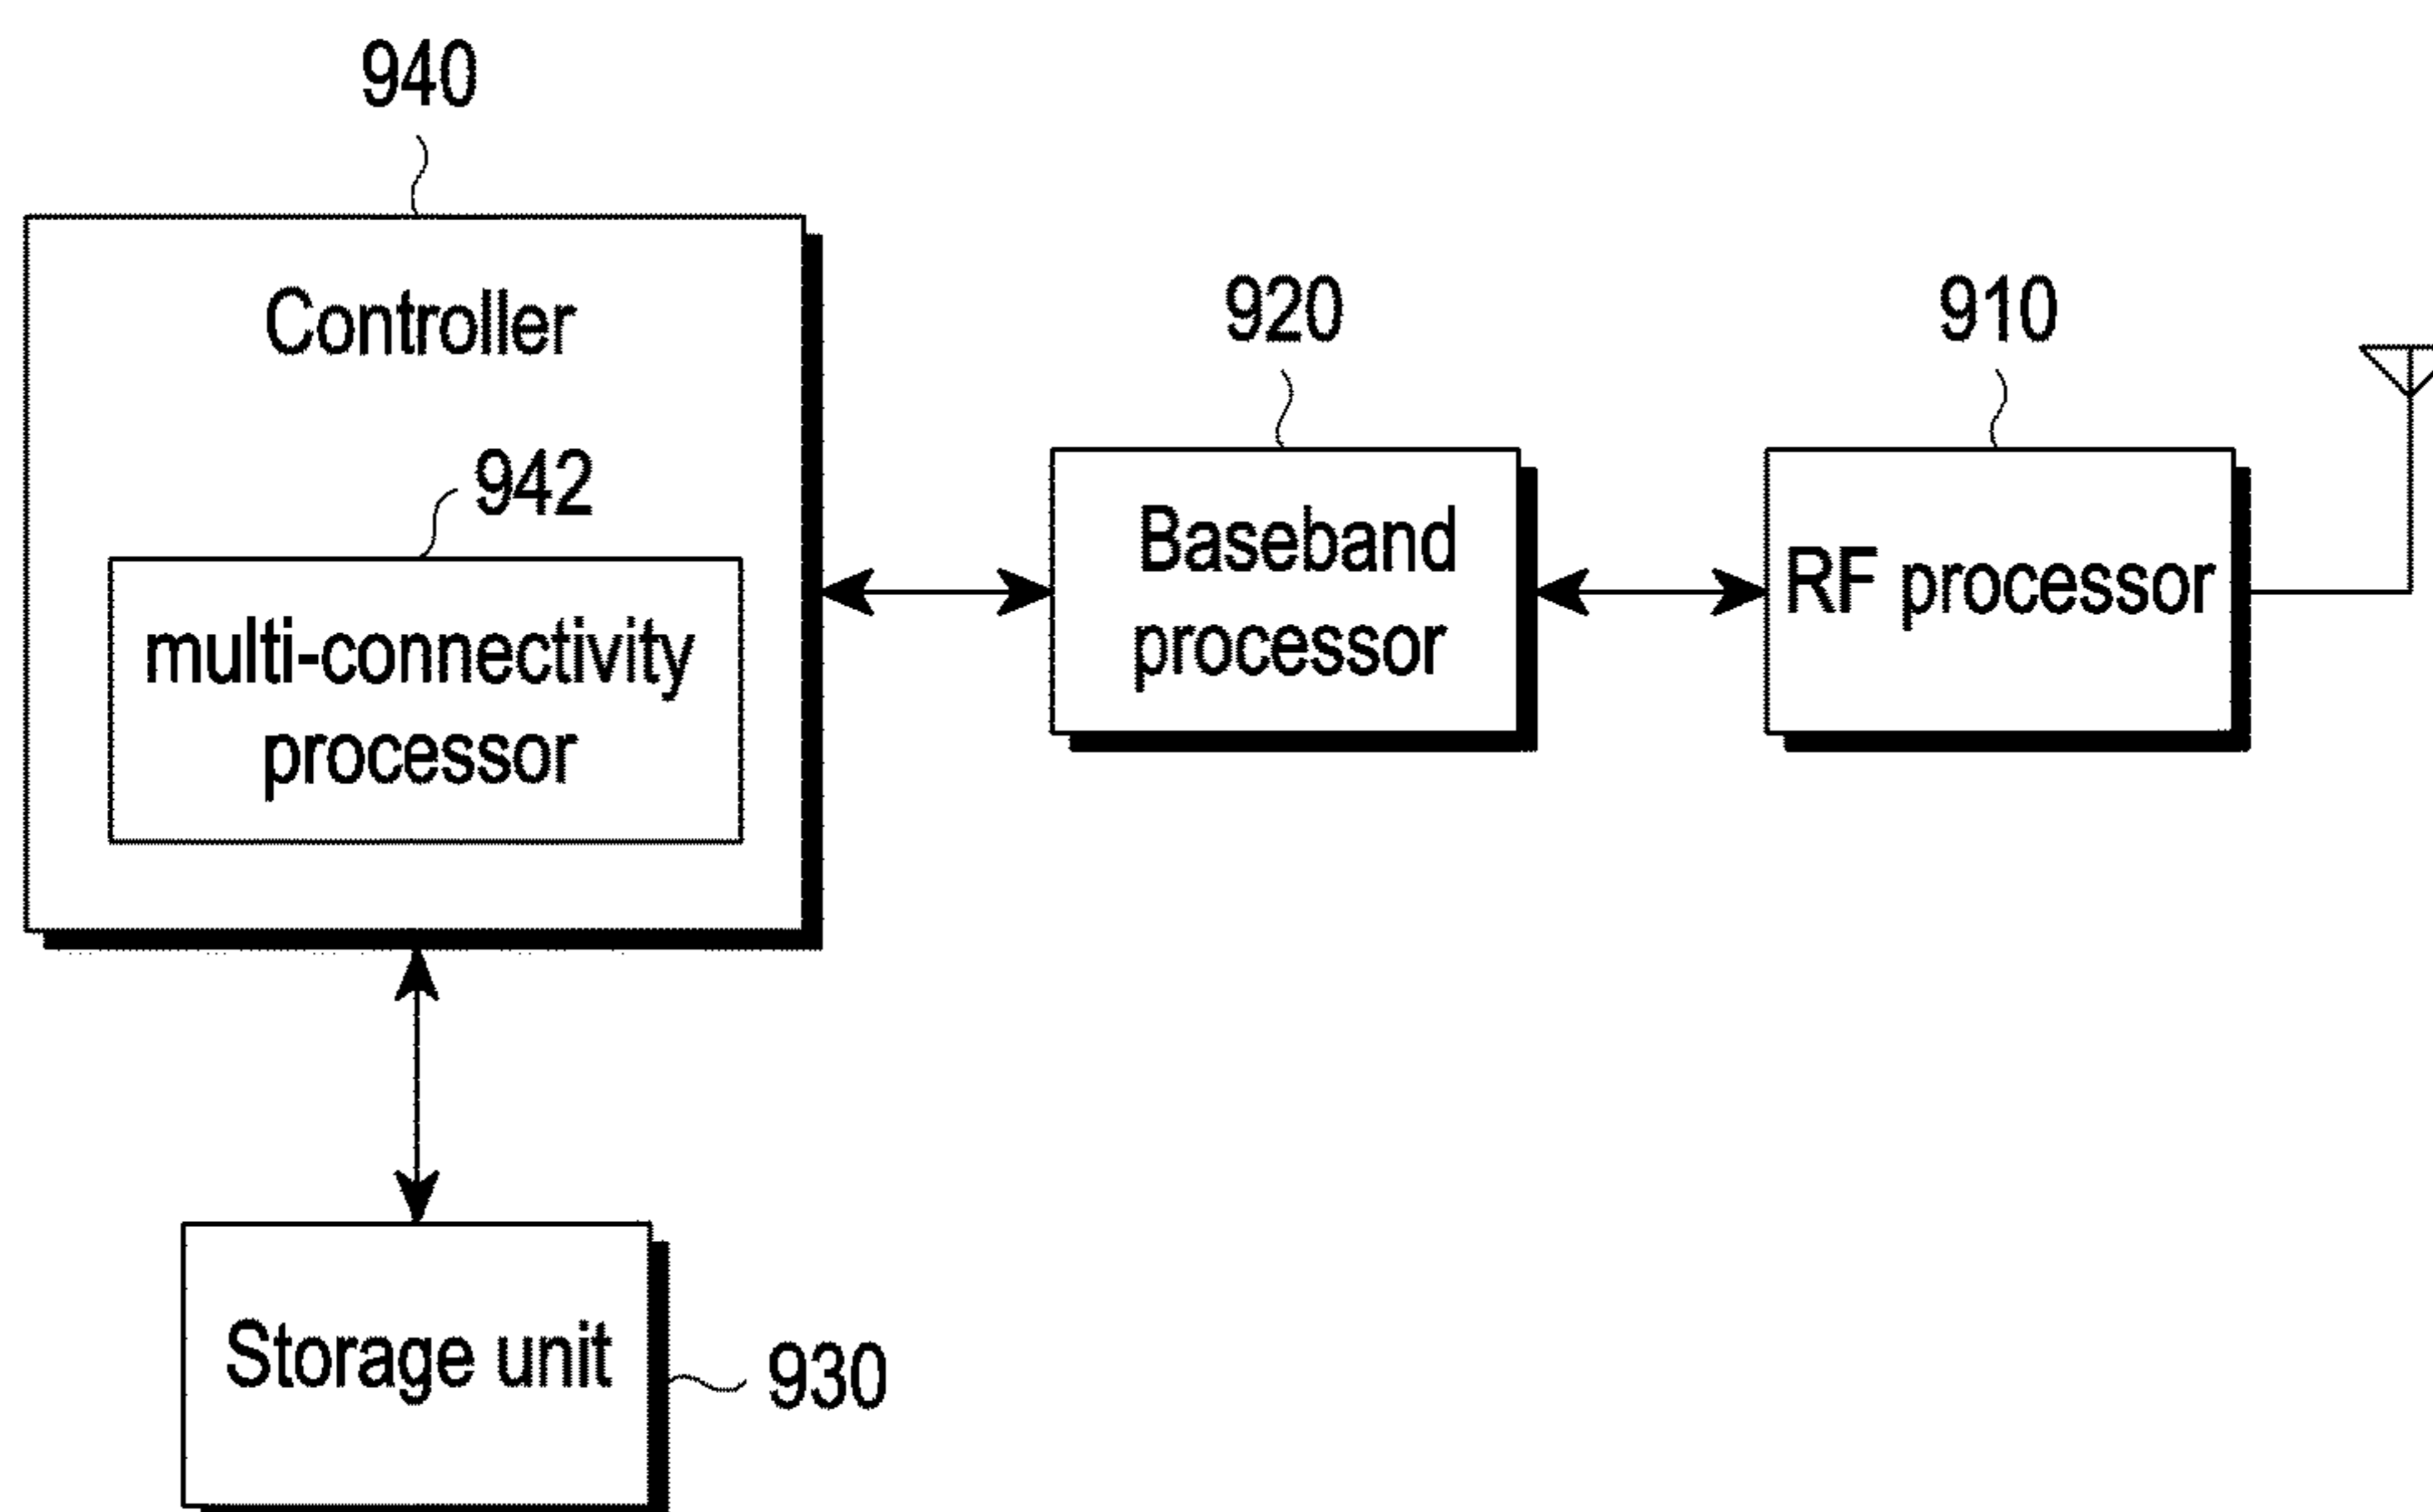 940
Controller
942
multi-connectivity
processor
920
Baseband
processor
910
RF processor
Storage unit
930